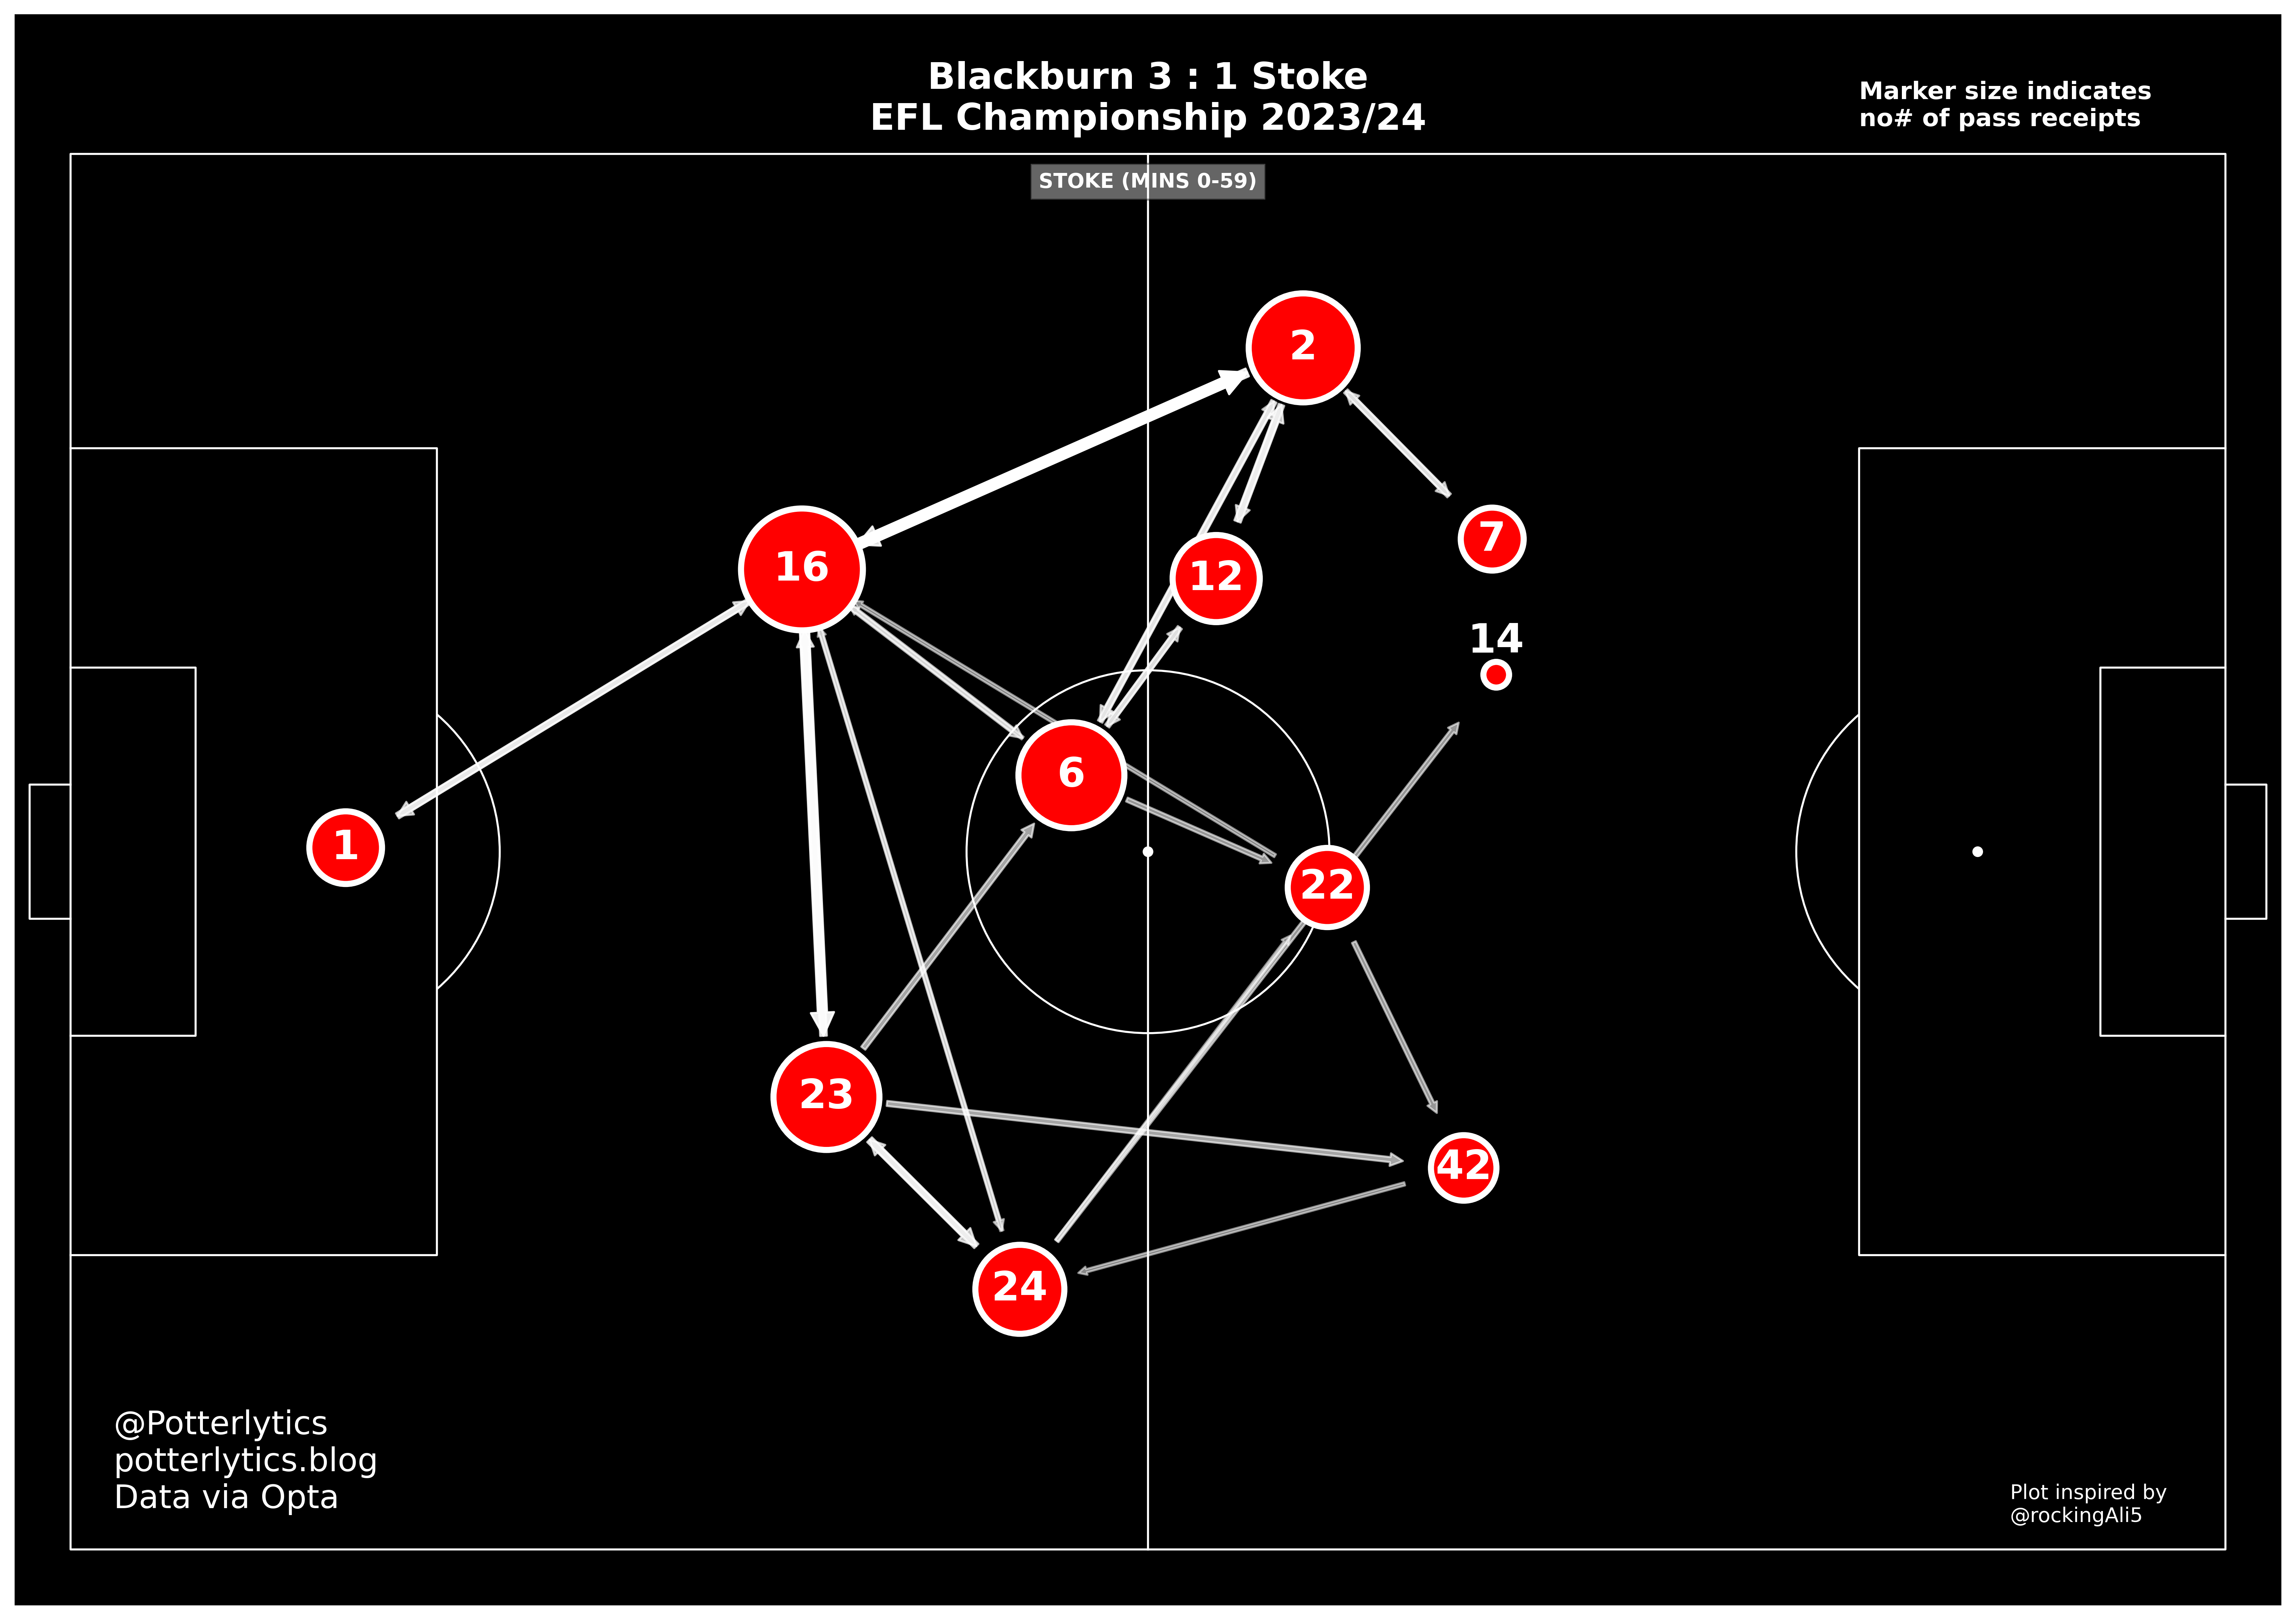 Blackburn 3 : 1 Stoke
EFL Championship 2023/24
Marker size indicates
no# of pass receipts
STOKE (MINS 0-59)
2
7
16
12
14
6
1
22
23
42
24
@Potterlytics
potterlytics.blog
Data via Opta
Plot inspired by
@rockingAli5